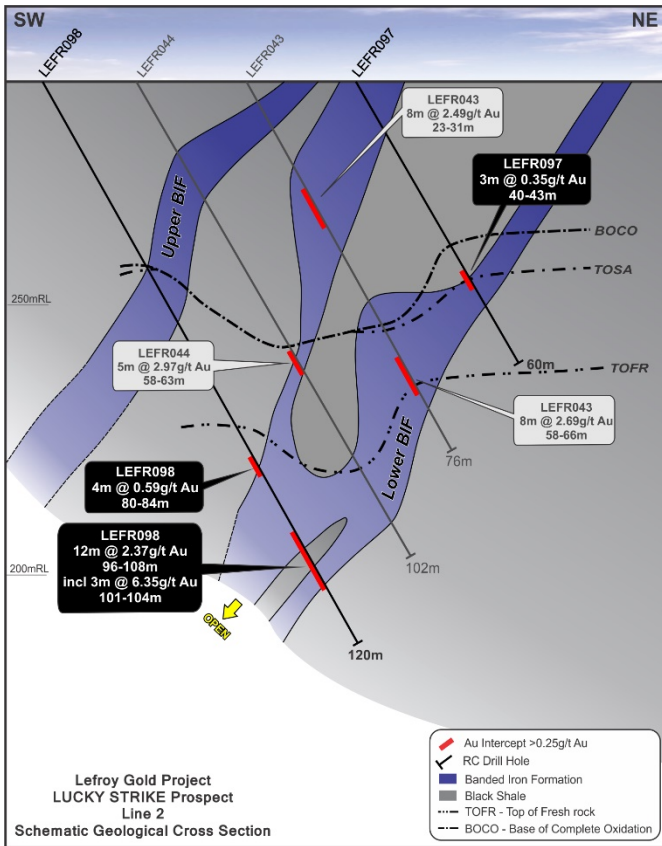 SW
NE
LEFR098
LEFR044
LEFR043
LEFR097
LEFR043
8m @ 2.49g/t Au
23-31m
LEFR097
3m @ 0.35g/t Au
40-43m
Upper BIF
BOCO
TOSA
250mRL
LEFR044
5m @ 2.97g/t Au
58-63m
60m
TOFR
LEFR043
8m @ 2.69g/t Au
58-66m
Lower BIF
76m
LEFR098
4m @ 0.59g/t Au
80-84m
LEFR098
12m @ 2.37g/t Au
96-108m
incl 3m @ 6.35g/t Au
101-104m
102m
200mRL
OPEN
120m
Au Intercept >0.25g/t Au
RC Drill Hole
Banded Iron Formation
Black Shale
TOFR - Top of Fresh rock
BOCO - Base of Complete Oxidation
Lefroy Gold Project
LUCKY STRIKE Prospect
Line 2
Schematic Geological Cross Section